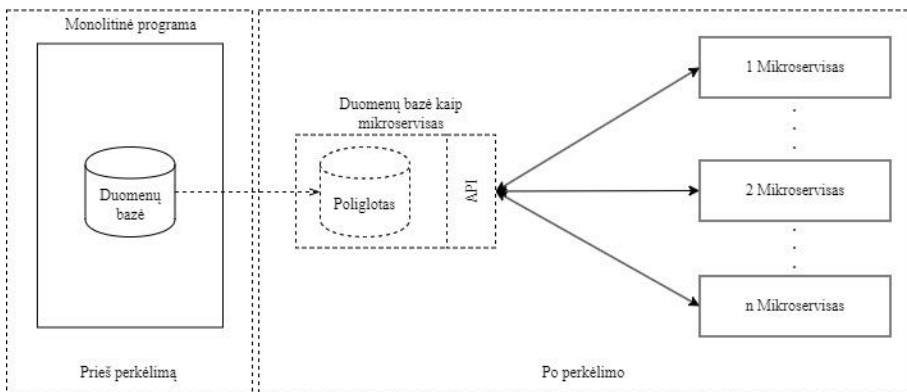 Monolitinė programa
Duomenų
bazė
Prieš perkėlimą
Duomenų bazė kaip
mikroservisas
Poliglotas
API
1 Mikroservisas
2 Mikroservisas
n Mikroservisas
Po perkėlimo